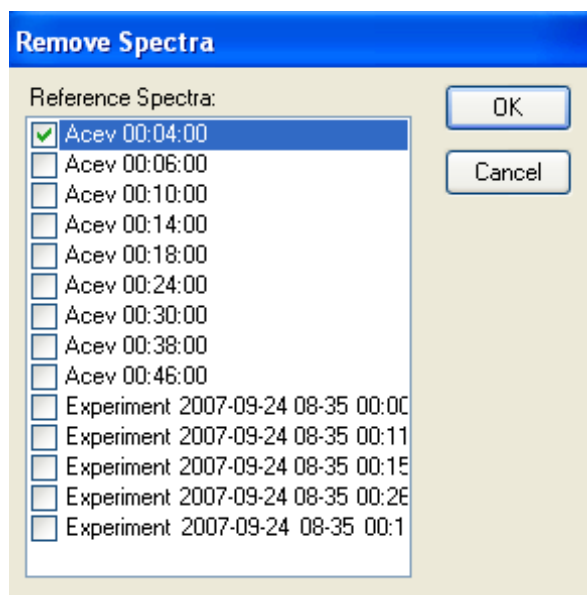 Remove Spectra
Reference Spectra:
OK
Acev 00:04:00
Acev 00:06:00
Cancel
Acev 00:10:00
Acev 00:14:00
Acev 00:18:00
Acev 00:24:00
Acev 00:30:00
Acev 00:38:00
Acev 00:46:00
Experiment 2007-09-24 08-35 00:00
Experiment 2007-09-24 08-35 00:11
Experiment 2007-09-24 08-35 00:15
Experiment 2007-09-24 08-35 00:26
Experiment 2007-09-24 08-35 00:1